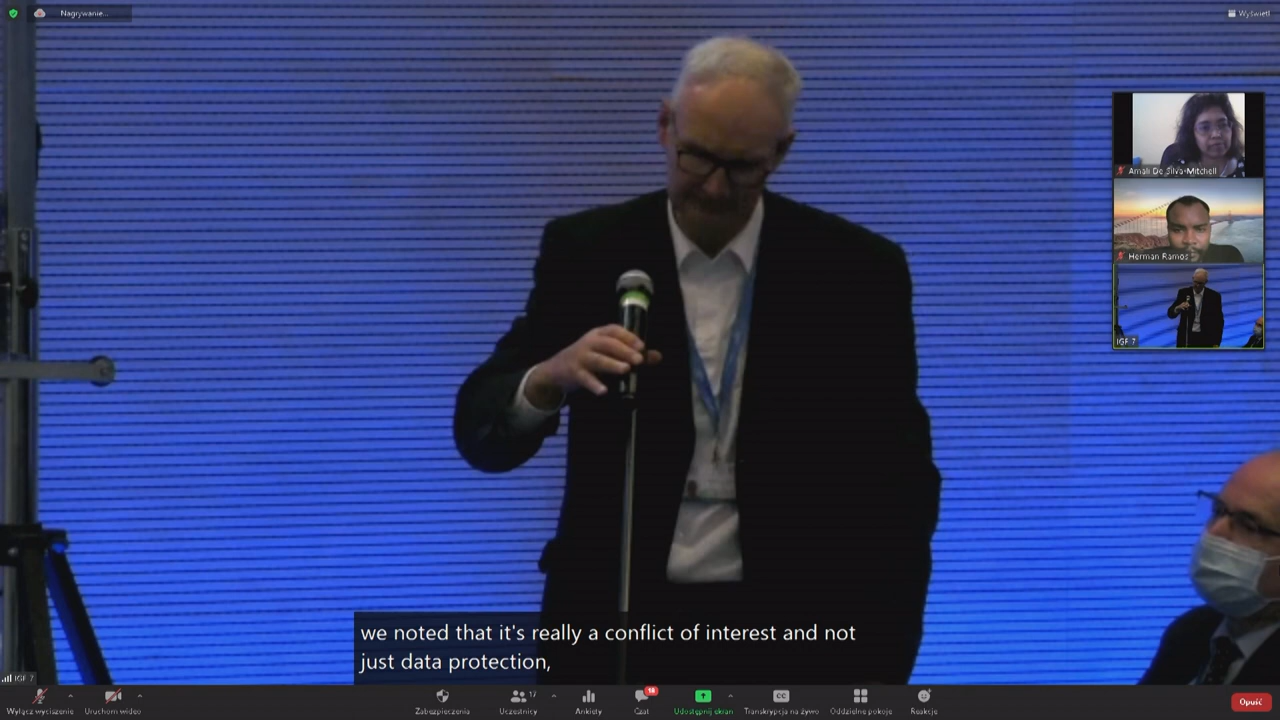 Nagrywanie...
Wyświetl
Amali De Silva-Mitchell
Herman Ramos
IGF 7
we noted that it's really a conflict of interest and not
just data protection,
IGF 7
Wyłącz wyciszenie
Uruchom wideo
Zabezpieczenia
Uczestnicy
17
Ankiety
Czat
Udostępnij ekran
CC
Transkrypcja na żywo
Oddzielne pokoje
Reakcje
Opuść